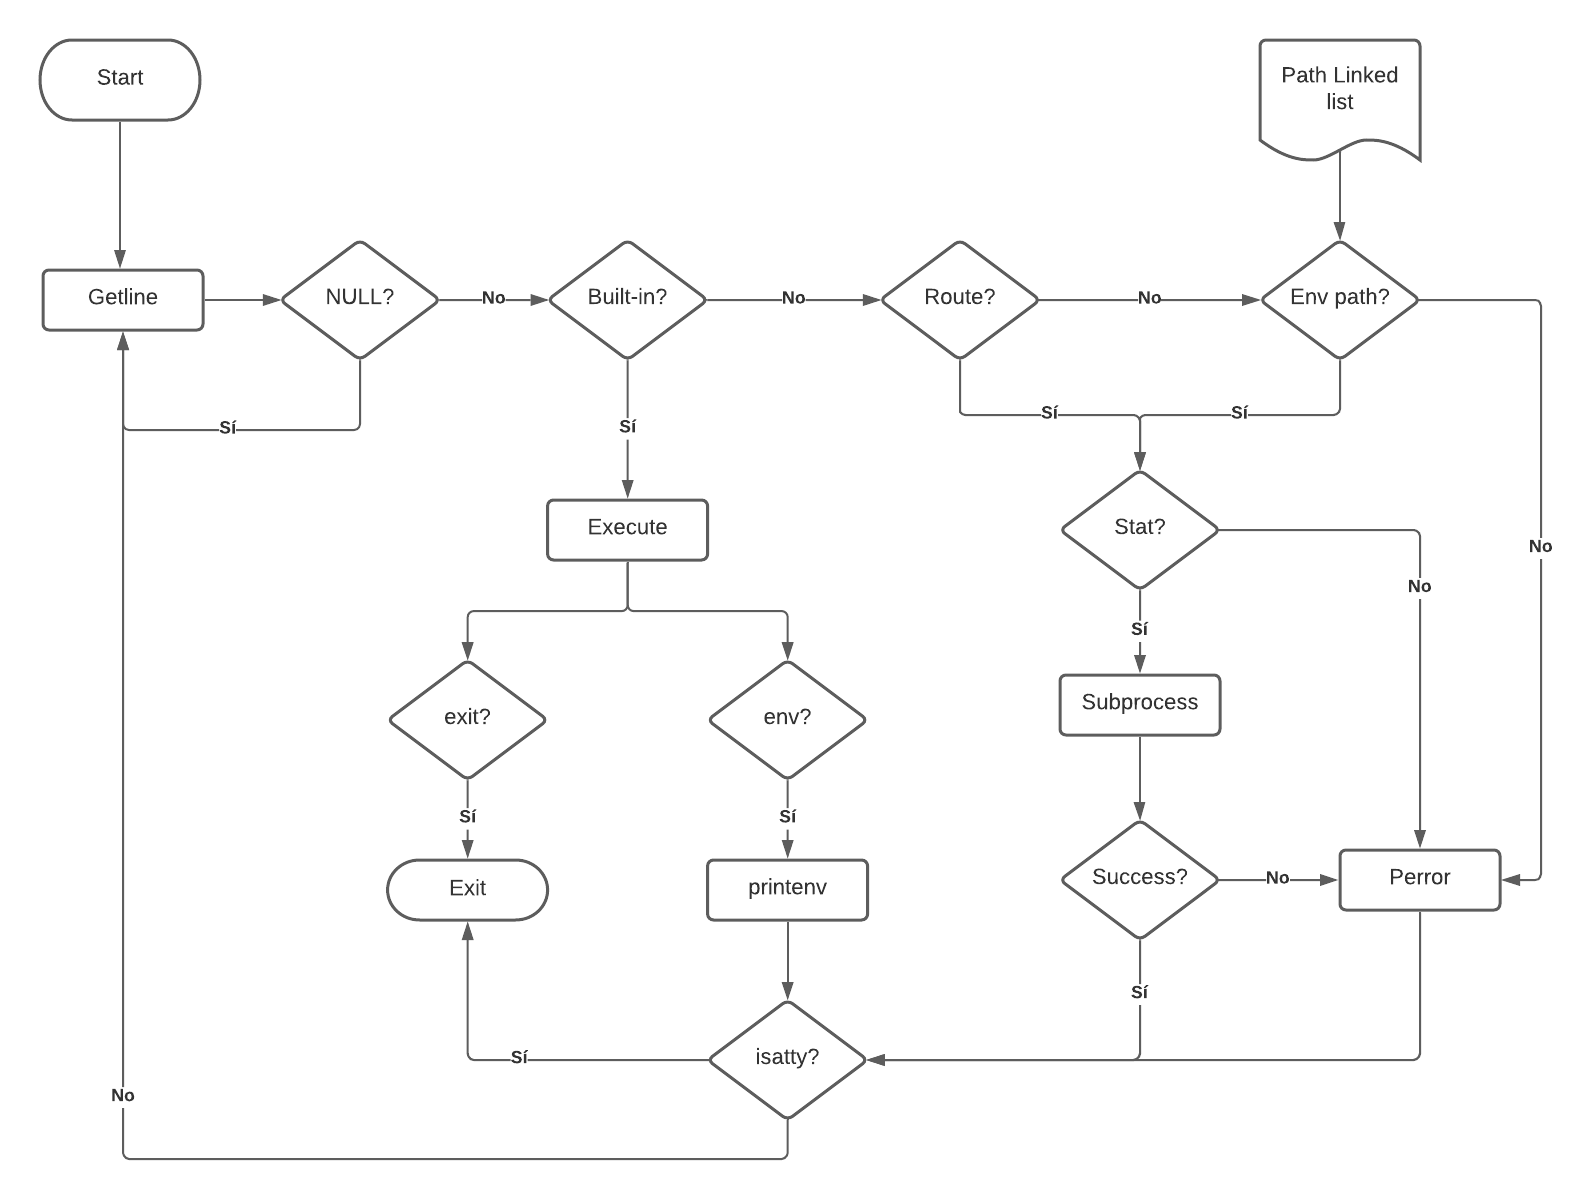 Start
Path Linked
list
Getline
NULL?
No
Built-in?
No
Route?
No
Env path?
Sí
Sí
Sí
Sí
Execute
Stat?
No
No
Sí
exit?
env?
Subprocess
Sí
Sí
Exit
printenv
Success?
No
Perror
Sí
Sí
isatty?
No